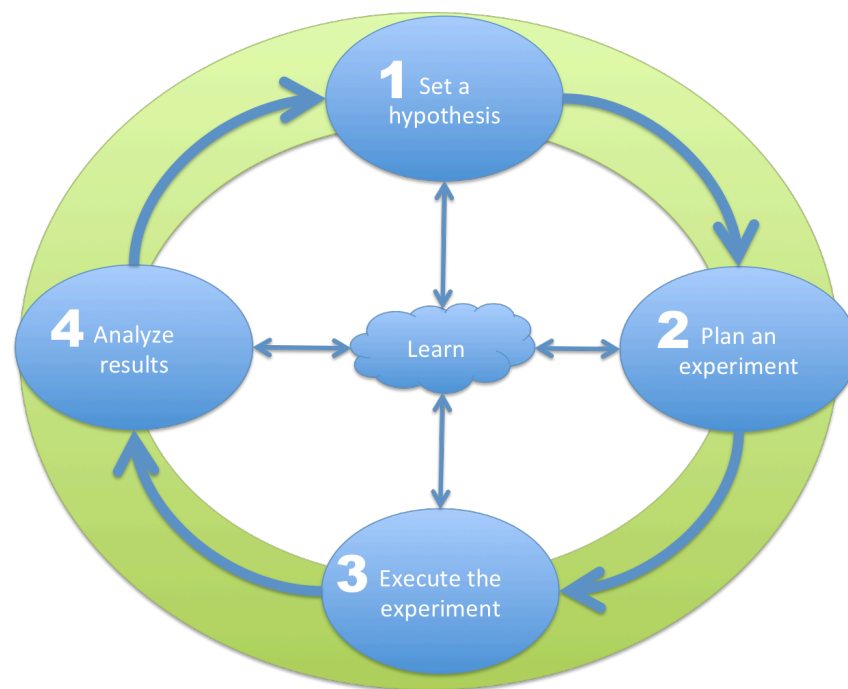 1 Set a
hypothesis
2 Plan an
experiment
3 Execute the
experiment
4 Analyze
results
Learn